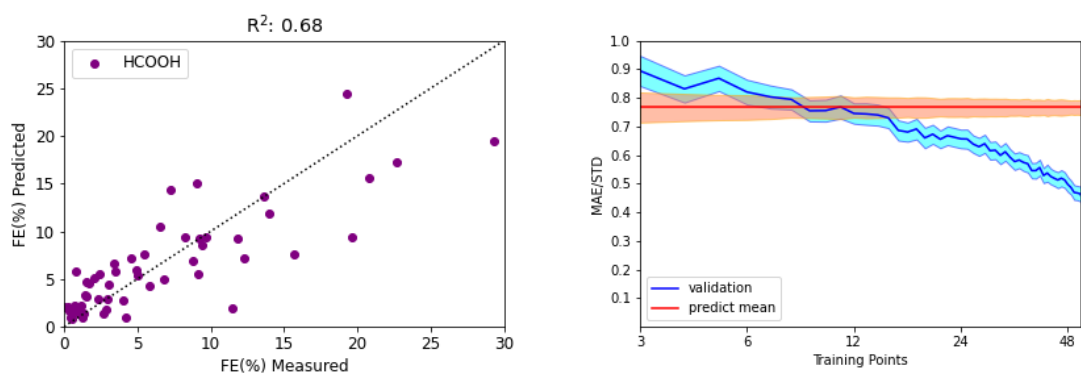 R²: 0.68
HCOOH
FE(%) Predicted
30
25
20
15
10
5
0
0 5 10 15 20 25 30
FE(%) Measured
MAE/STD
1.0
0.9
0.8
0.7
0.6
0.5
0.4
0.3
0.2
0.1
validation
predict mean
3 6 12 24 48
Training Points